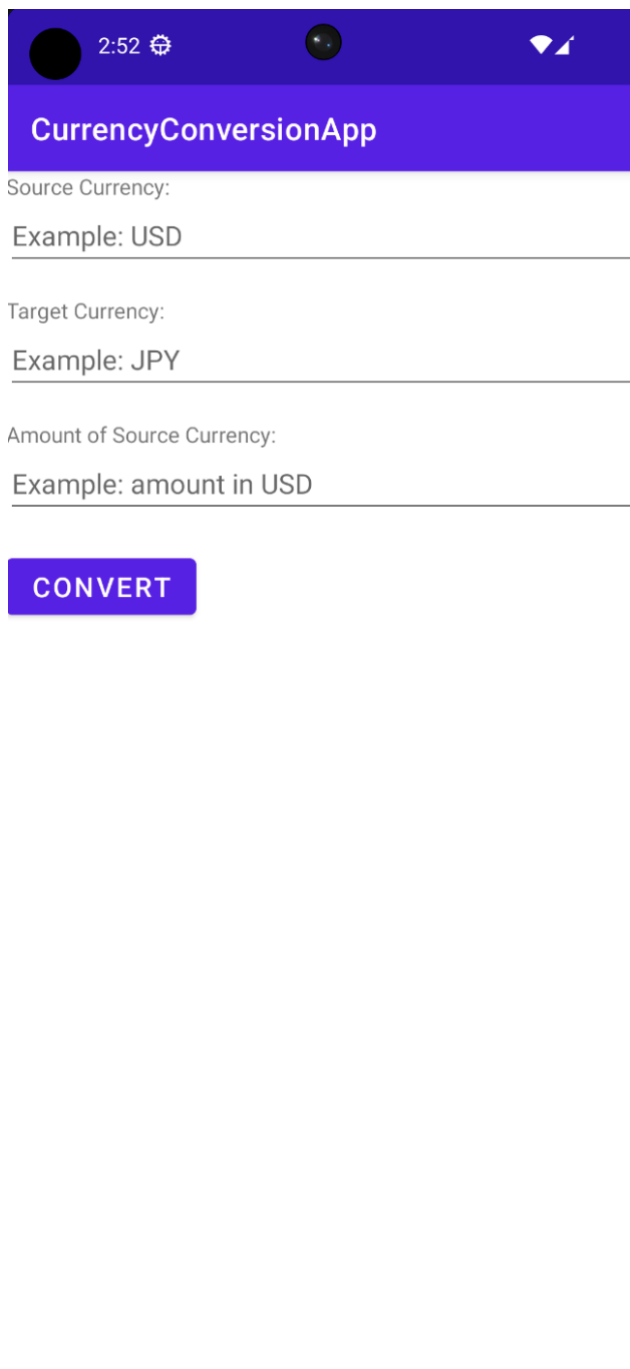 2:52
CurrencyConversionApp
Source Currency:
Example: USD
Target Currency:
Example: JPY
Amount of Source Currency:
Example: amount in USD
CONVERT